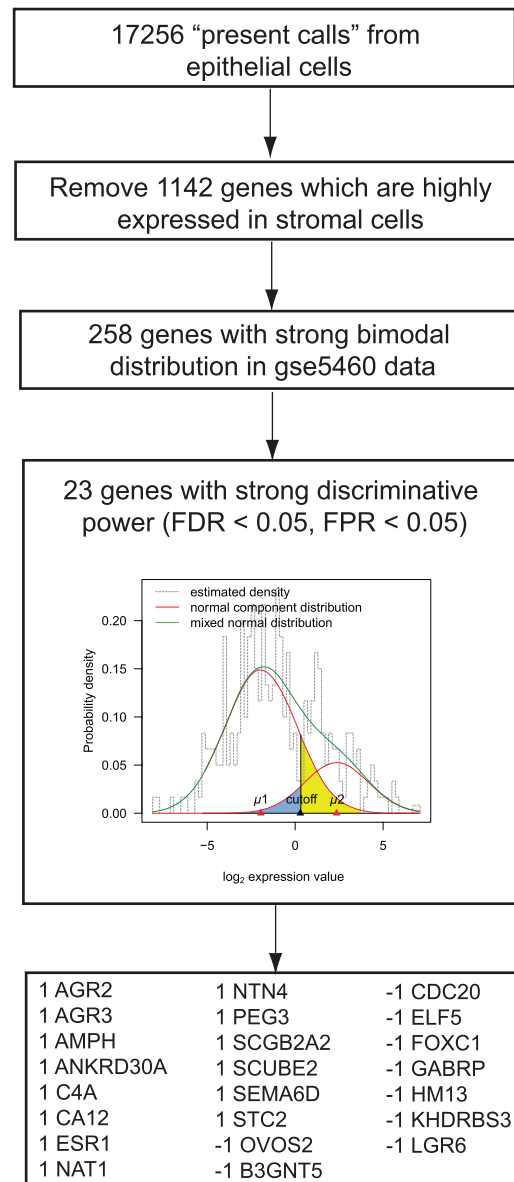 17256 “present calls” from
epithelial cells
Remove 1142 genes which are highly
expressed in stromal cells
258 genes with strong bimodal
distribution in gse5460 data
23 genes with strong discriminative
power (FDR < 0.05, FPR < 0.05)
estimated density
normal component distribution
mixed normal distribution
Probability density
0.20
0.15
0.10
0.05
0.00
μ1 cutoff μ2
−5 0 5
log₂ expression value
1 AGR2
1 AGR3
1 AMPH
1 ANKRD30A
1 C4A
1 CA12
1 ESR1
1 NAT1
1 NTN4
1 PEG3
1 SCGB2A2
1 SCUBE2
1 SEMA6D
1 STC2
-1 OVOS2
-1 B3GNT5
-1 CDC20
-1 ELF5
-1 FOXC1
-1 GABRP
-1 HM13
-1 KHDRBS3
-1 LGR6